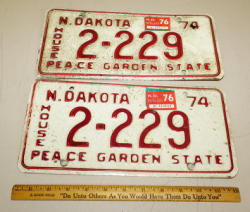 N.DAKOTA 76 74
HOUSE
2-229
PEACE GARDEN STATE
N.DAKOTA 76 74
HOUSE
2-229
PEACE GARDEN STATE
"Do Unto Others As You Would Have Them Do Unto You"